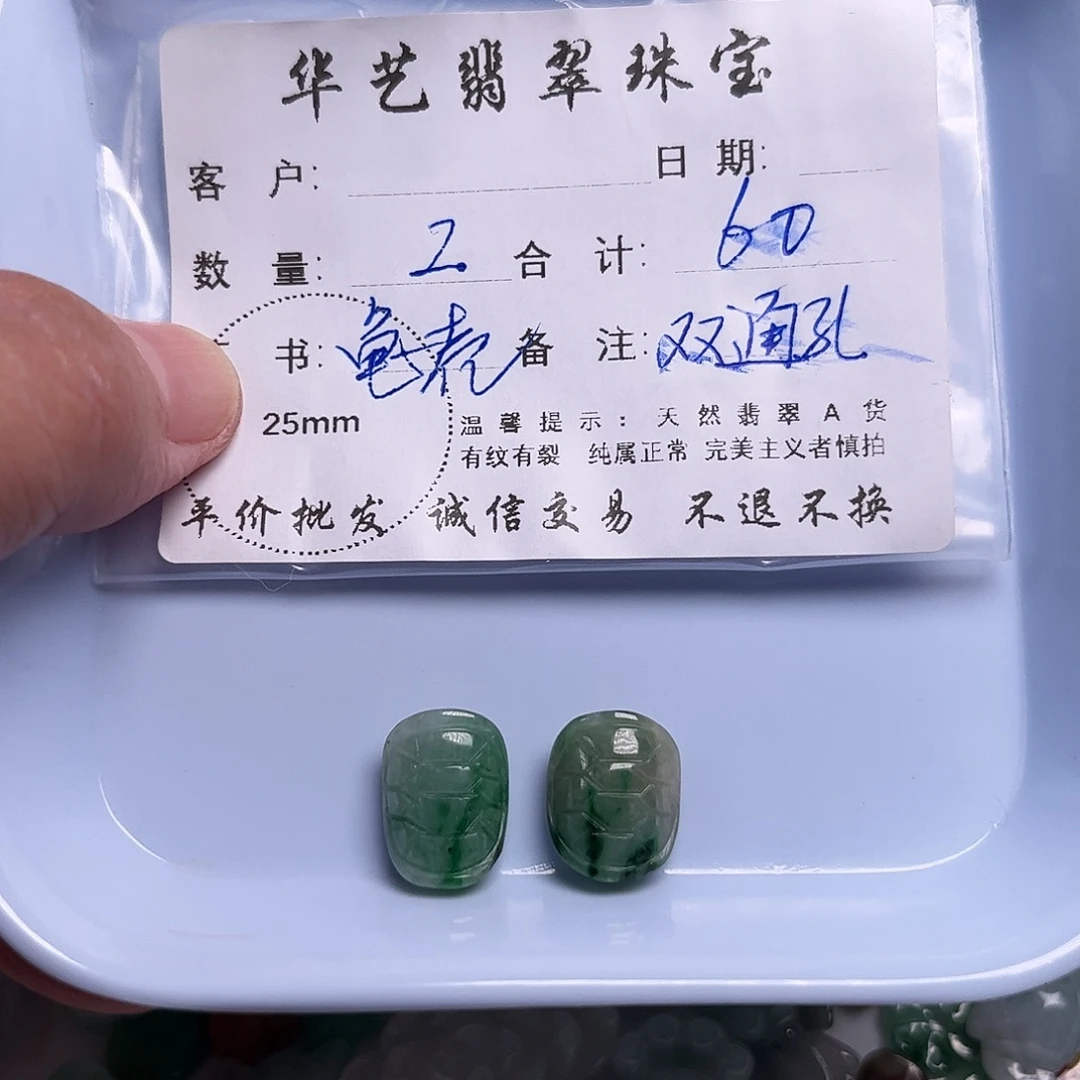 华艺翡翠珠宝
客 户: 日 期:
数 量: 2 合 计: 60
书: 龟壳 备 注: 双通孔
25mm
温馨提示: 天然翡翠A货
有纹有裂 纯属正常 完美主义者慎拍
平价批发 诚信交易 不退不换